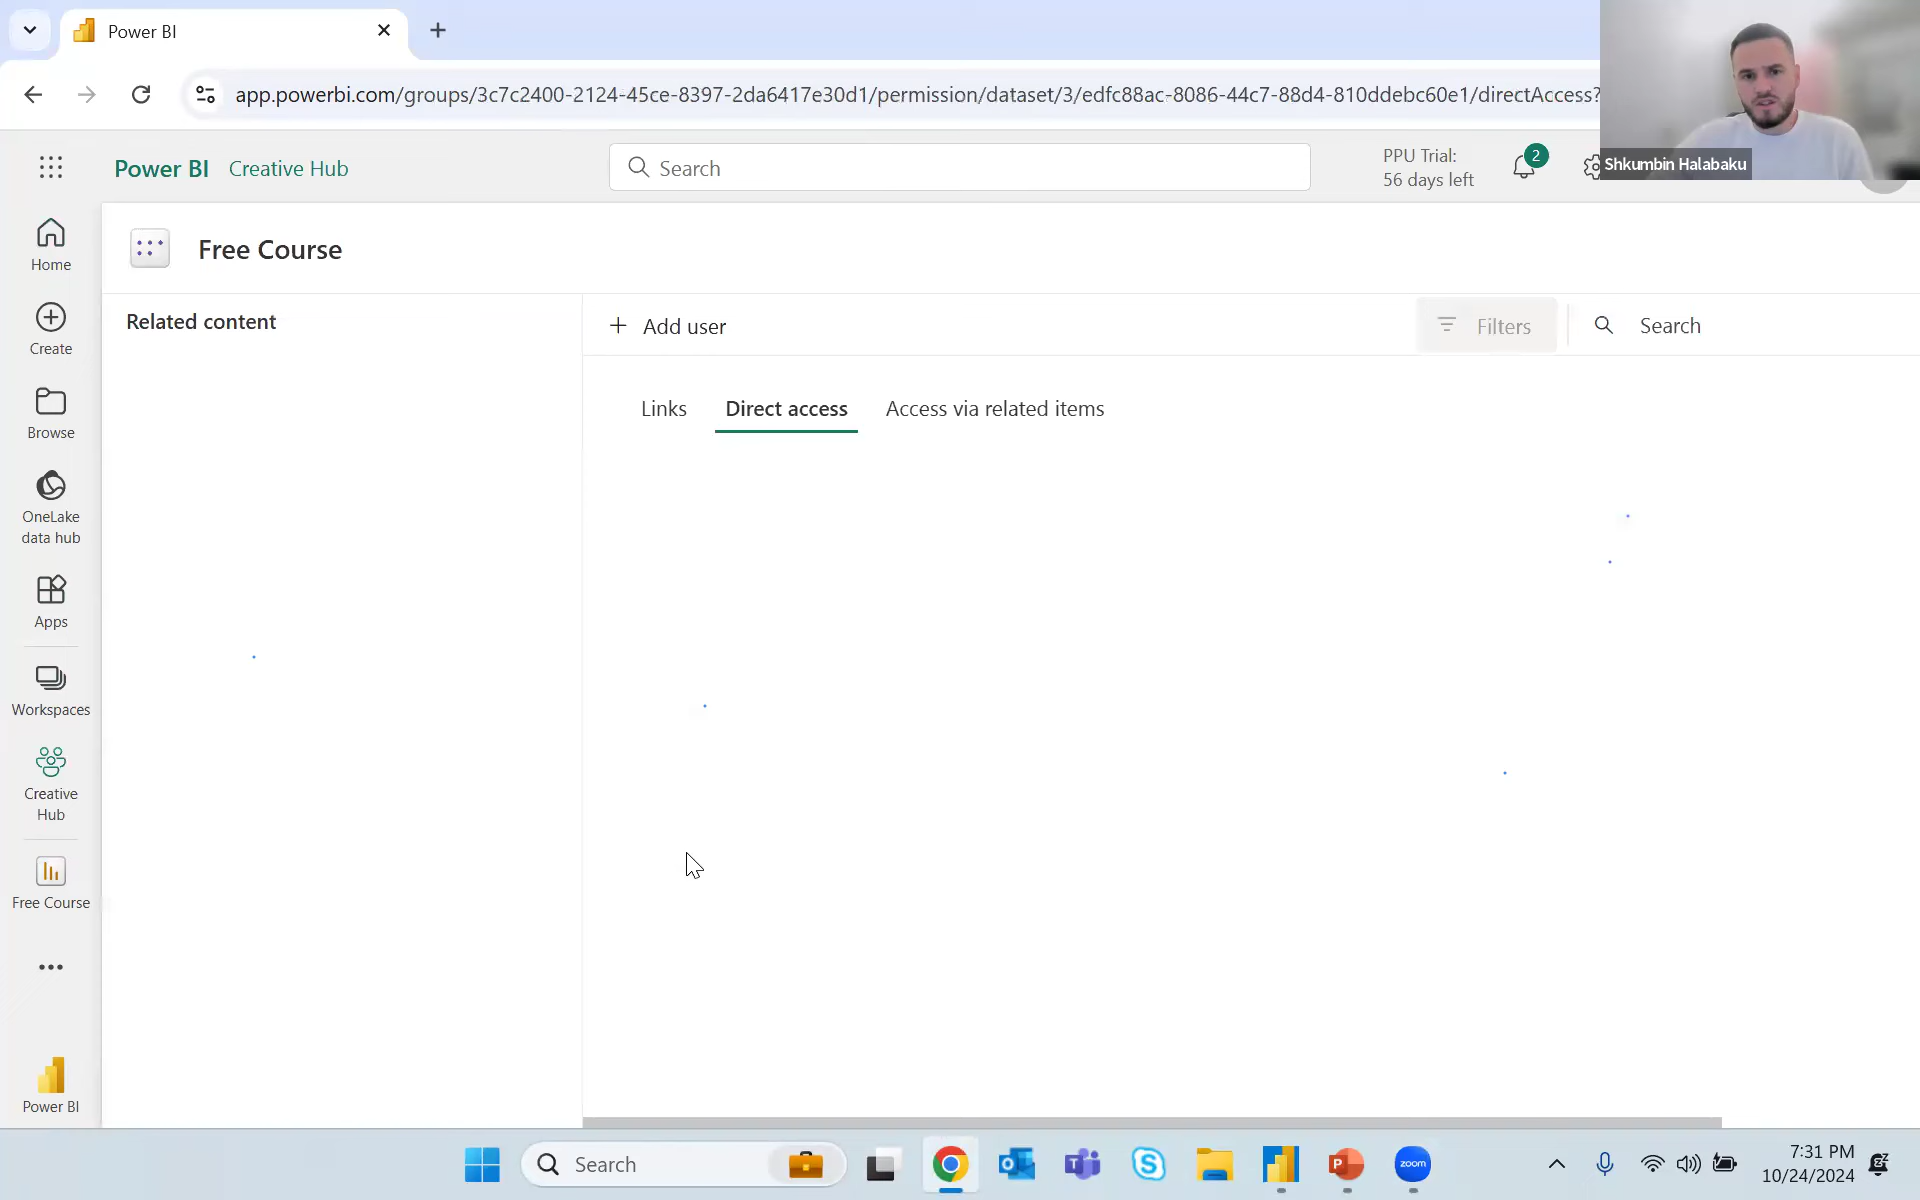 Power BI
app.powerbi.com/groups/3c7c2400-2124-45ce-8397-2da6417e30d1/permission/dataset/3/edfc88ac-8086-44c7-88d4-810ddebc60e1/directAccess?
Shkumbin Halabaku
Power BI Creative Hub
Search
PPU Trial:
56 days left
2
Home
Create
Browse
OneLake
data hub
Apps
Workspaces
Creative
Hub
Free Course
Power BI
Free Course
Related content
Add user
Filters
Search
Links
Direct access
Access via related items
Search
zoom
7:31 PM
10/24/2024